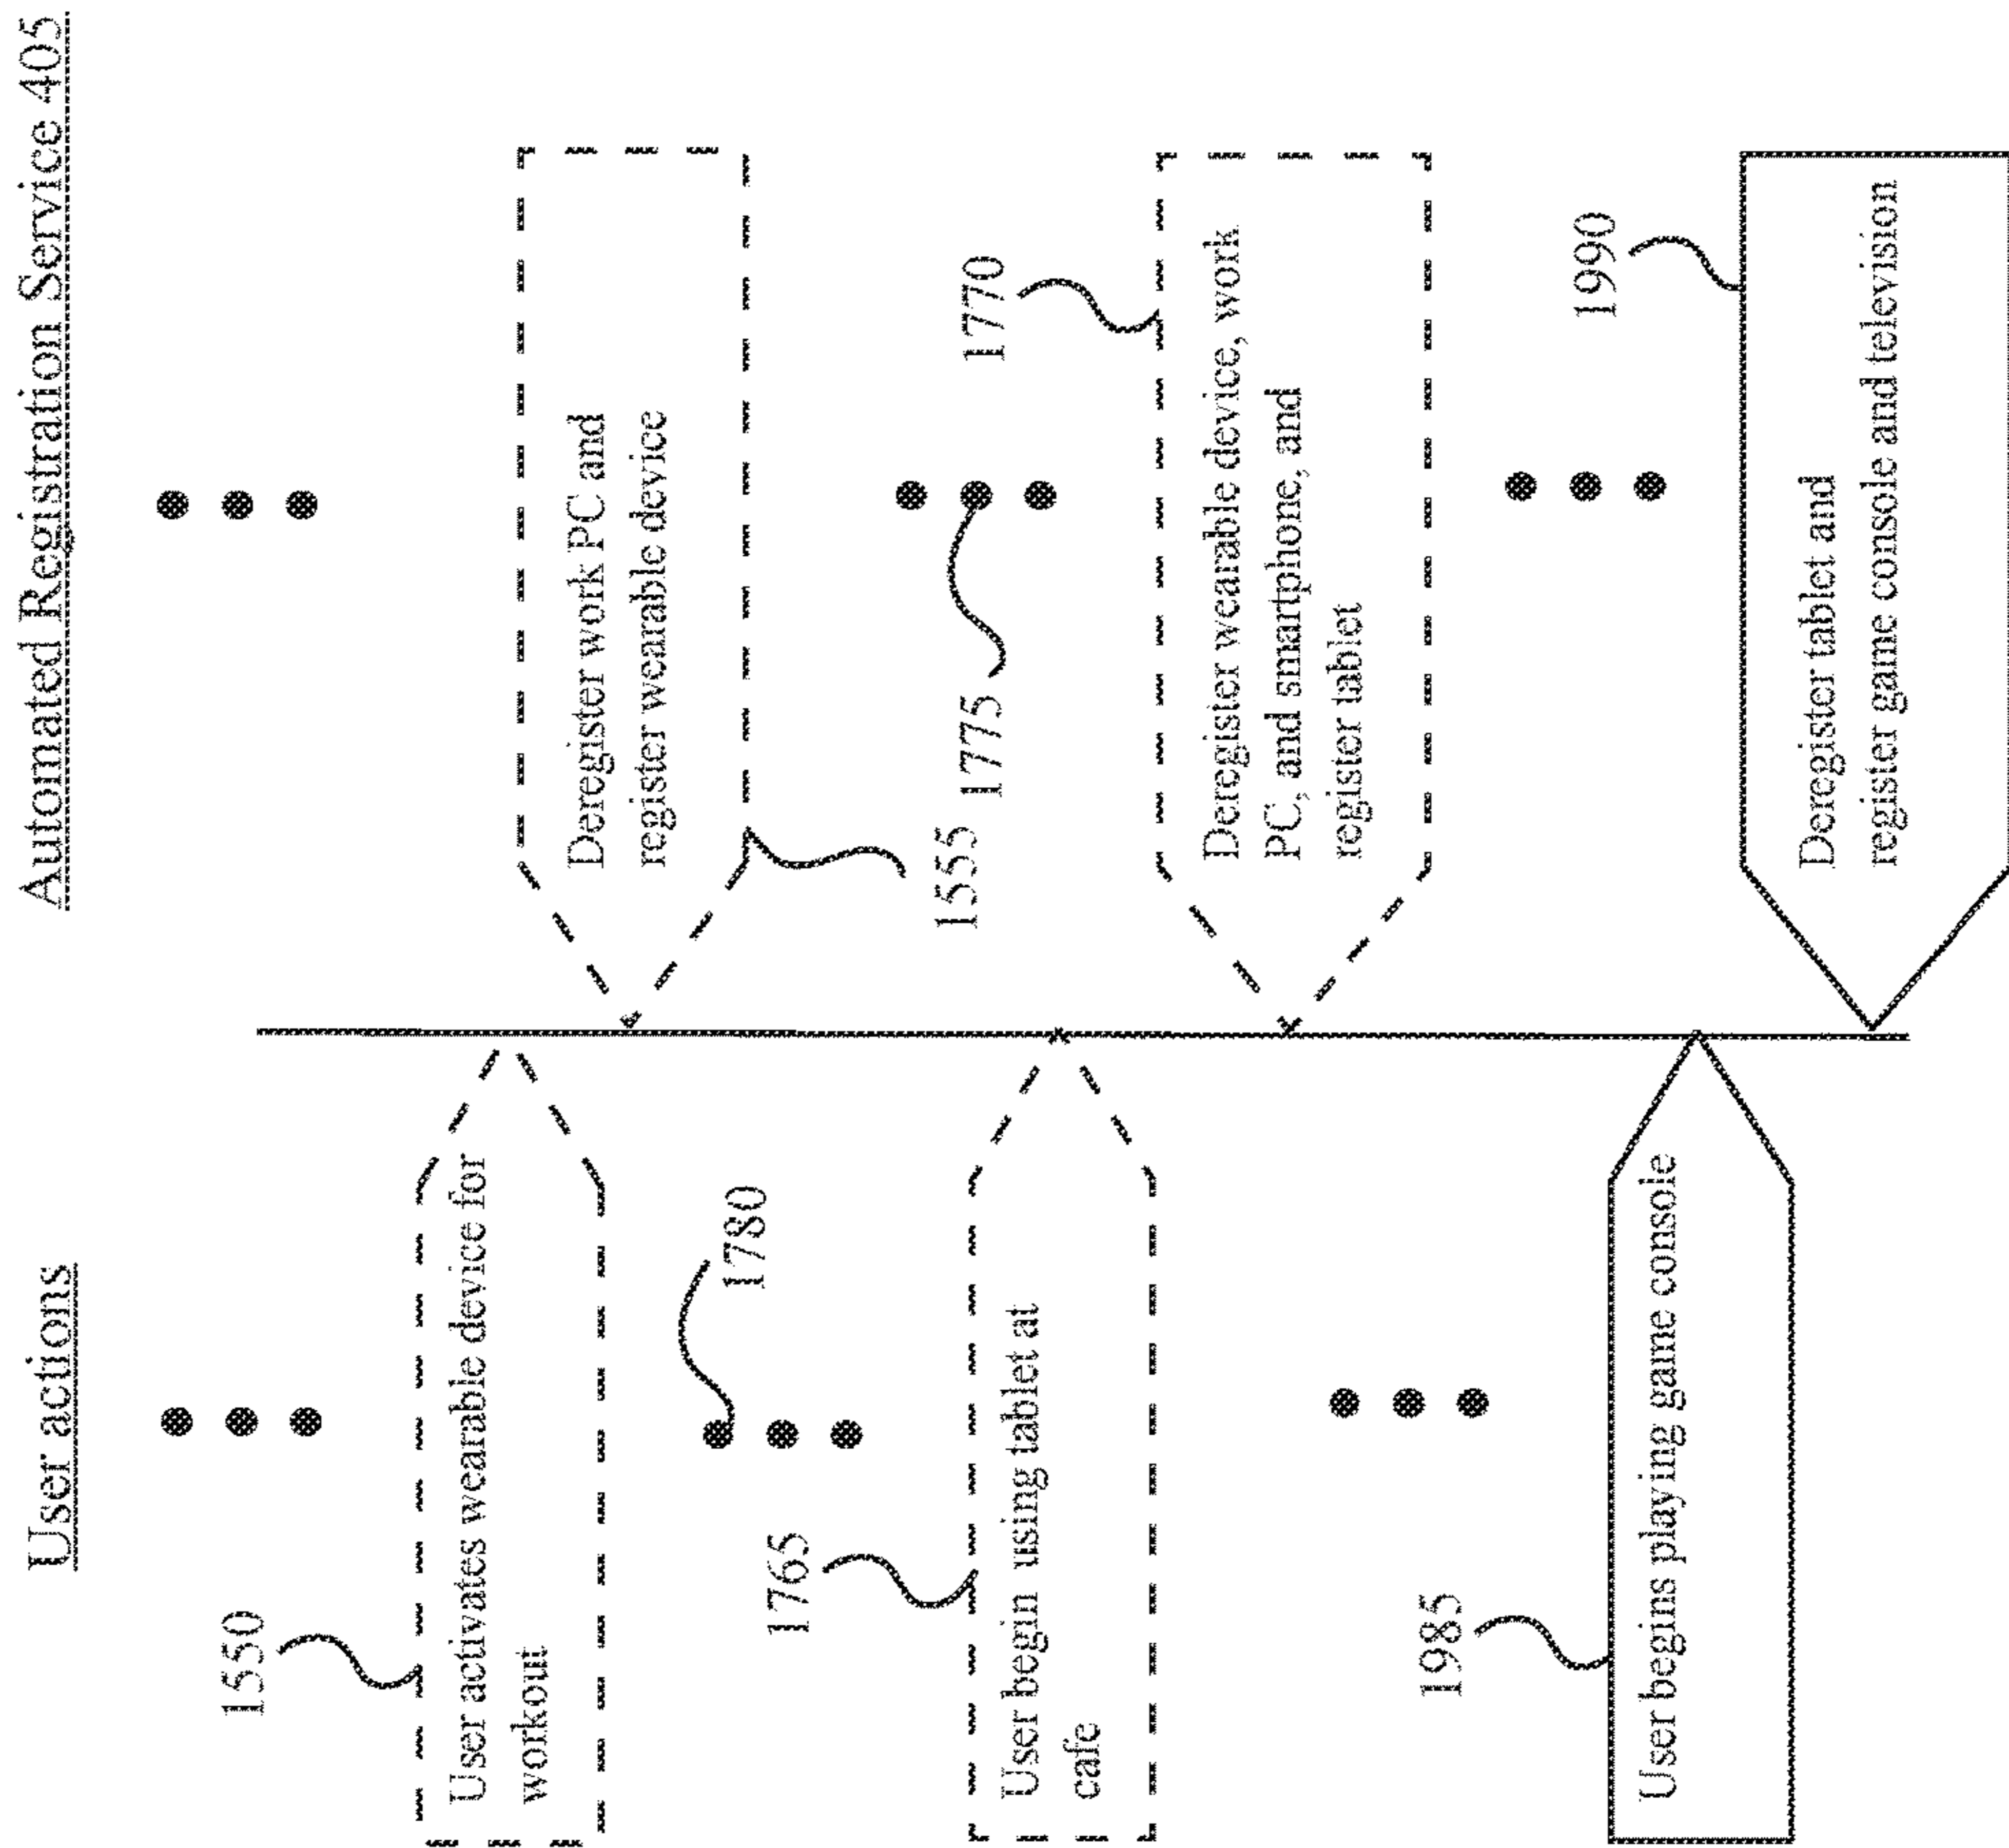 User actions
Automated Registration Service 405
1550
User activates wearable device for
workout
Deregister work PC and
register wearable device
1555
1780
1775
1765
User begin using tablet at
cafe
1770
Deregister wearable device, work
PC, and smartphone, and
register tablet
1985
User begins playing game console
1990
Deregister tablet and
register game console and television